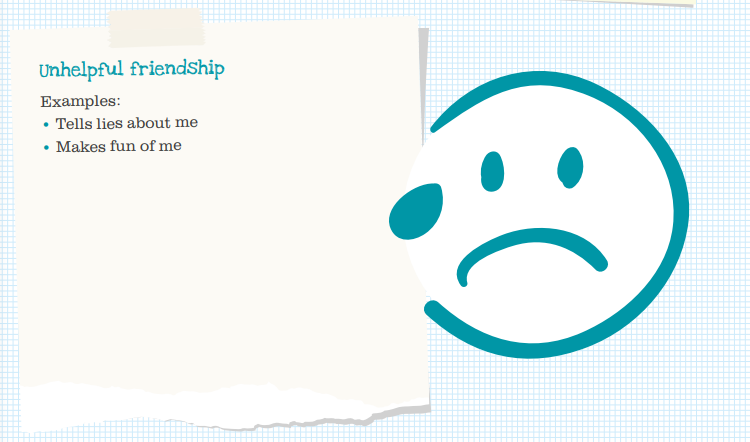 Unhelpful friendship
Examples:
• Tells lies about me
• Makes fun of me